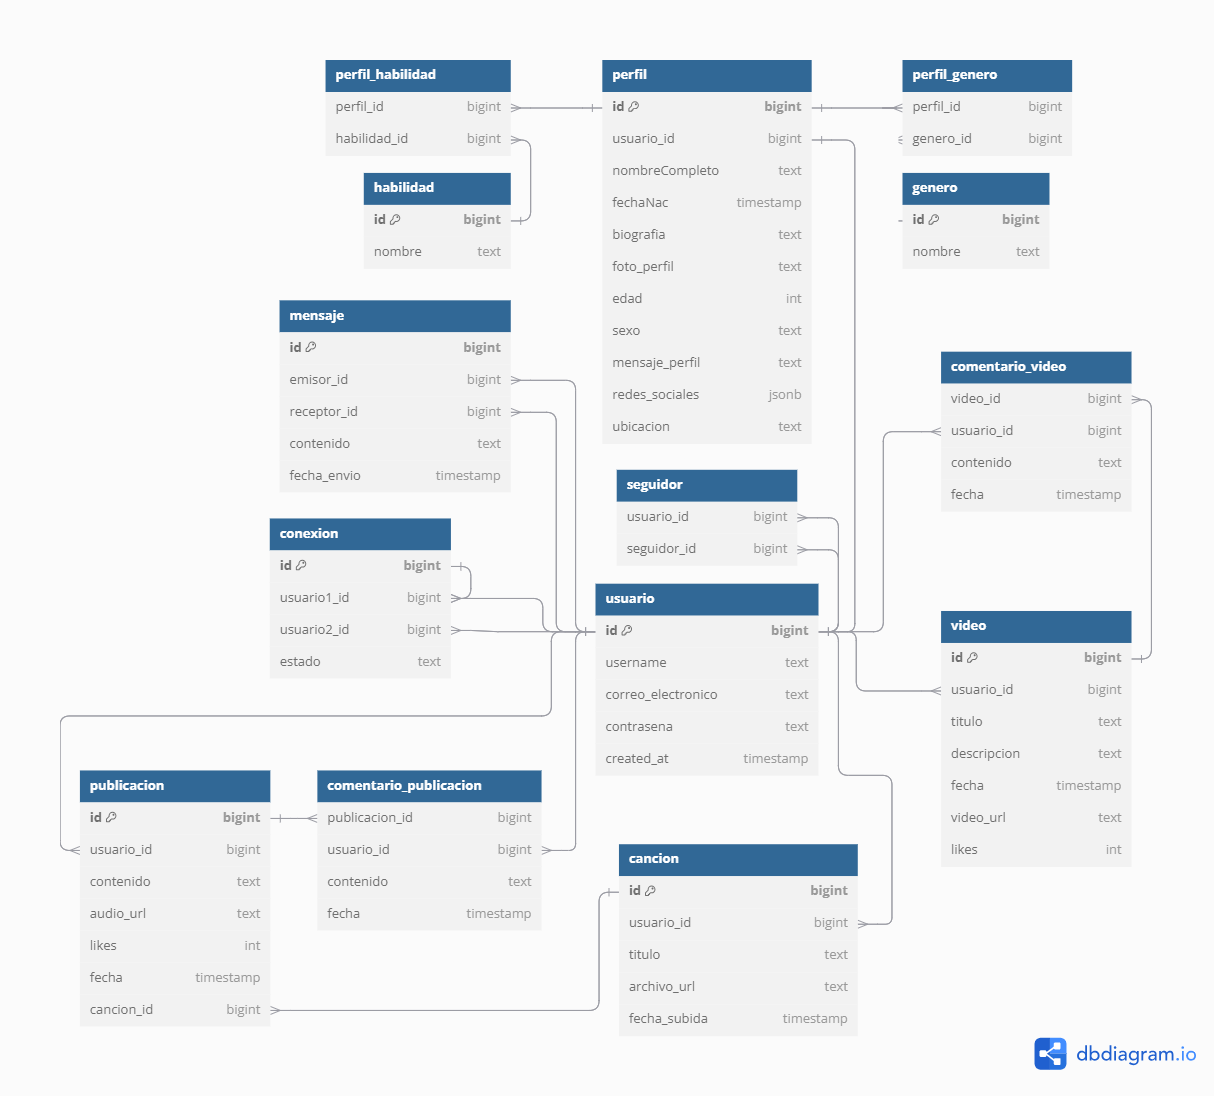 perfil_habilidad
perfil_id bigint
habilidad_id bigint
habilidad
id bigint
nombre text
perfil
id bigint
usuario_id bigint
nombreCompleto text
fechaNac timestamp
biografia text
foto_perfil text
edad int
sexo text
mensaje_perfil text
redes_sociales jsonb
ubicacion text
perfil_genero
perfil_id bigint
genero_id bigint
genero
id bigint
nombre text
mensaje
id bigint
emisor_id bigint
receptor_id bigint
contenido text
fecha_envio timestamp
comentario_video
video_id bigint
usuario_id bigint
contenido text
fecha timestamp
seguidor
usuario_id bigint
seguidor_id bigint
conexion
id bigint
usuario1_id bigint
usuario2_id bigint
estado text
usuario
id bigint
username text
correo_electronico text
contrasena text
created_at timestamp
video
id bigint
usuario_id bigint
titulo text
descripcion text
fecha timestamp
video_url text
likes int
publicacion
id bigint
usuario_id bigint
contenido text
audio_url text
likes int
fecha timestamp
cancion_id bigint
comentario_publicacion
publicacion_id bigint
usuario_id bigint
contenido text
fecha timestamp
cancion
id bigint
usuario_id bigint
titulo text
archivo_url text
fecha_subida timestamp
dbdiagram.io